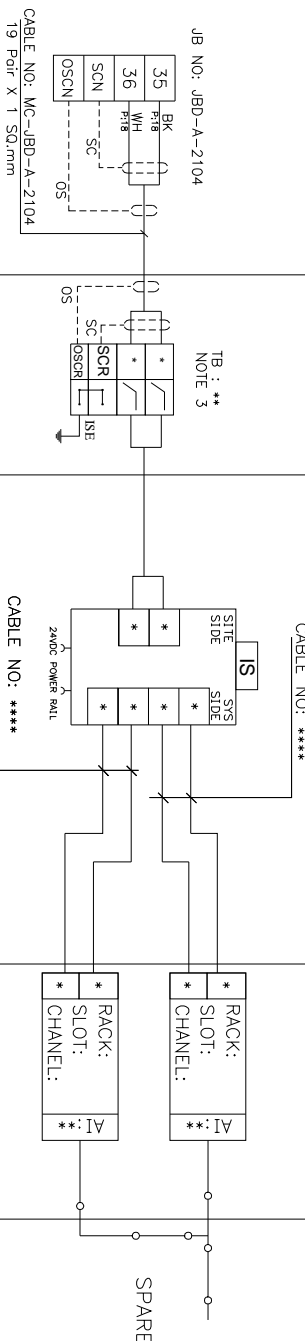 JB NO: JBD-A-2104
35
36
SCN
OSCN
BK
P:18
WH
P:18
SC
OS
CABLE NO: MC-JBD-A-2104
19 Pair X 1 SQ.mm
TB : **
NOTE 3
*
*
SCR
OSCR
SC
OS
ISE
IS
SITE SIDE
SYS SIDE
*
*
*
*
*
*
24VDC POWER RAIL
CABLE NO: ****
CABLE NO: ****
*
*
RACK:
SLOT:
CHANEL:
AI:**
*
*
RACK:
SLOT:
CHANEL:
AI:**
SPARE